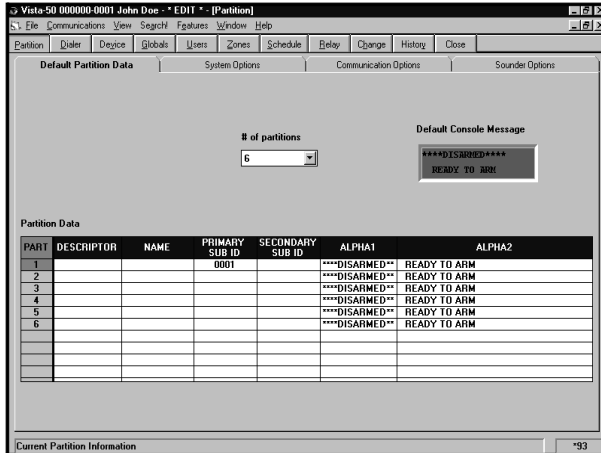 Vista-50 000000-0001 John Doe - * EDIT * - [Partition]
File Communications View Search! Features Window Help
Partition Dialer Device Globals Users Zones Schedule Relay Change History Close
Default Partition Data System Options Communication Options Sounder Options
# of partitions
6
Default Console Message
****DISARMED****
READY TO ARM
Partition Data
PART DESCRIPTOR NAME PRIMARY SUB ID SECONDARY SUB ID ALPHA1 ALPHA2
1 0001 ****DISARMED** READY TO ARM
2 ****DISARMED** READY TO ARM
3 ****DISARMED** READY TO ARM
4 ****DISARMED** READY TO ARM
5 ****DISARMED** READY TO ARM
6 ****DISARMED** READY TO ARM
Current Partition Information *93